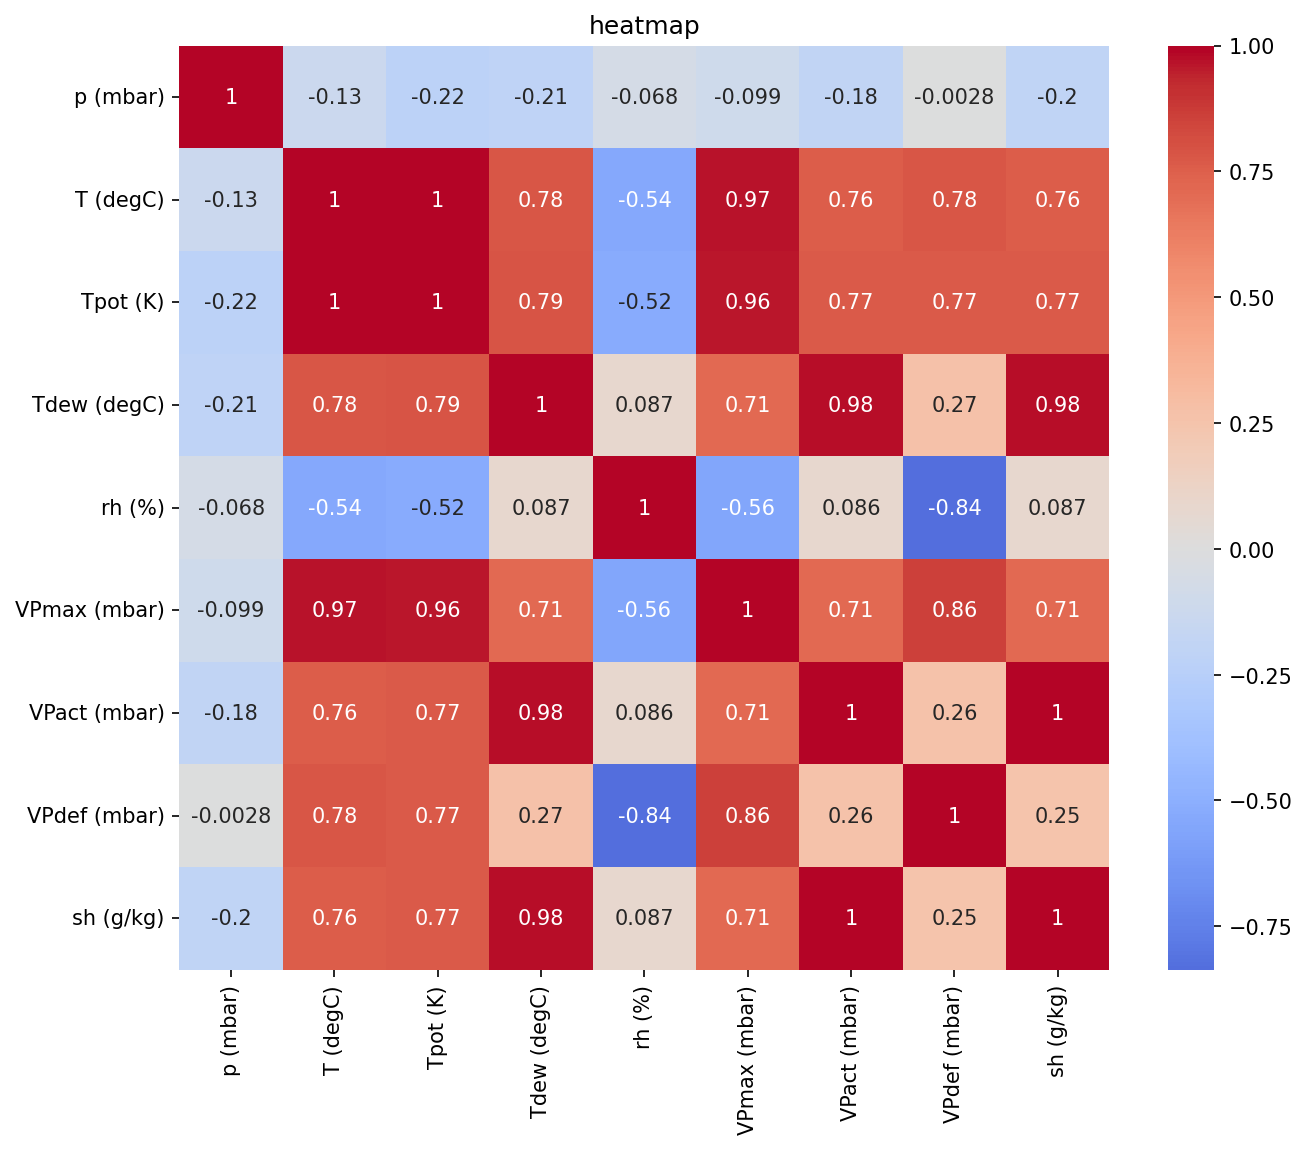 heatmap
p (mbar) 1 -0.13 -0.22 -0.21 -0.068 -0.099 -0.18 -0.0028 -0.2
T (degC) -0.13 1 1 0.78 -0.54 0.97 0.76 0.78 0.76
Tpot (K) -0.22 1 1 0.79 -0.52 0.96 0.77 0.77 0.77
Tdew (degC) -0.21 0.78 0.79 1 0.087 0.71 0.98 0.27 0.98
rh (%) -0.068 -0.54 -0.52 0.087 1 -0.56 0.086 -0.84 0.087
VPmax (mbar) -0.099 0.97 0.96 0.71 -0.56 1 0.71 0.86 0.71
VPact (mbar) -0.18 0.76 0.77 0.98 0.086 0.71 1 0.26 1
VPdef (mbar) -0.0028 0.78 0.77 0.27 -0.84 0.86 0.26 1 0.25
sh (g/kg) -0.2 0.76 0.77 0.98 0.087 0.71 1 0.25 1
p (mbar)
T (degC)
Tpot (K)
Tdew (degC)
rh (%)
VPmax (mbar)
VPact (mbar)
VPdef (mbar)
sh (g/kg)
1.00
0.75
0.50
0.25
0.00
−0.25
−0.50
−0.75